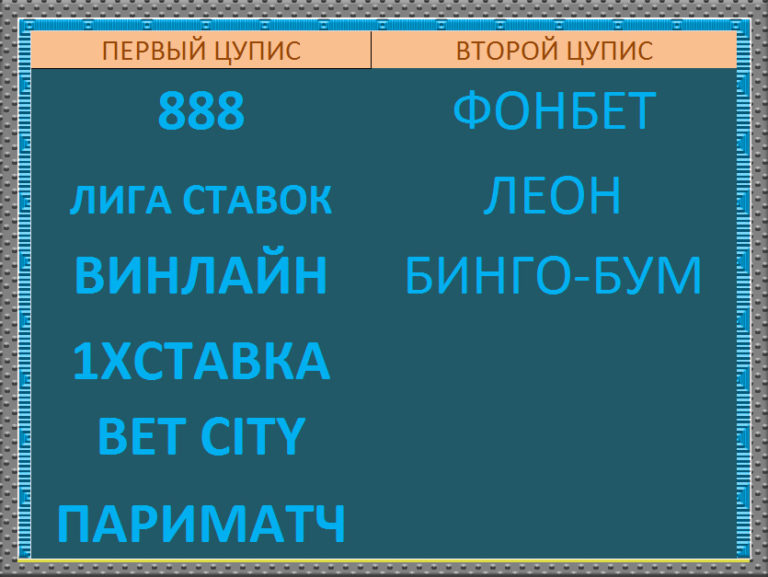 ПЕРВЫЙ ЦУПИС ВТОРОЙ ЦУПИС
888 ФОНБЕТ
ЛИГА СТАВОК ЛЕОН
ВИНЛАЙН БИНГО-БУМ
1ХСТАВКА
BET CITY
ПАРИМАТЧ